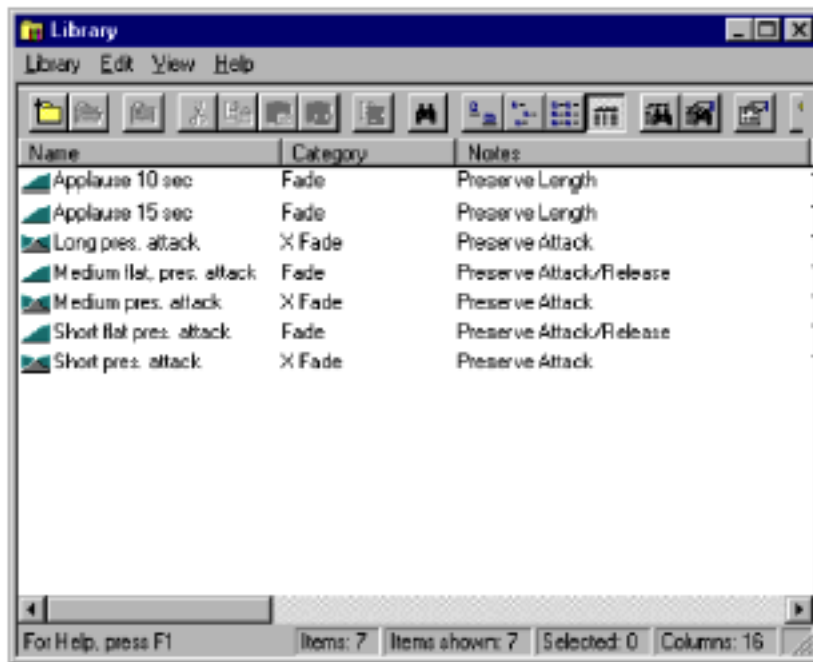 Library
Library Edit View Help
Name Category Notes
Applause 10 sec Fade Preserve Length
Applause 15 sec Fade Preserve Length
Long pres. attack X Fade Preserve Attack
Medium flat, pres. attack Fade Preserve Attack/Release
Medium pres. attack X Fade Preserve Attack
Short flat pres. attack Fade Preserve Attack/Release
Short pres. attack X Fade Preserve Attack
For Help, press F1 Items: 7 Items shown: 7 Selected: 0 Columns: 16